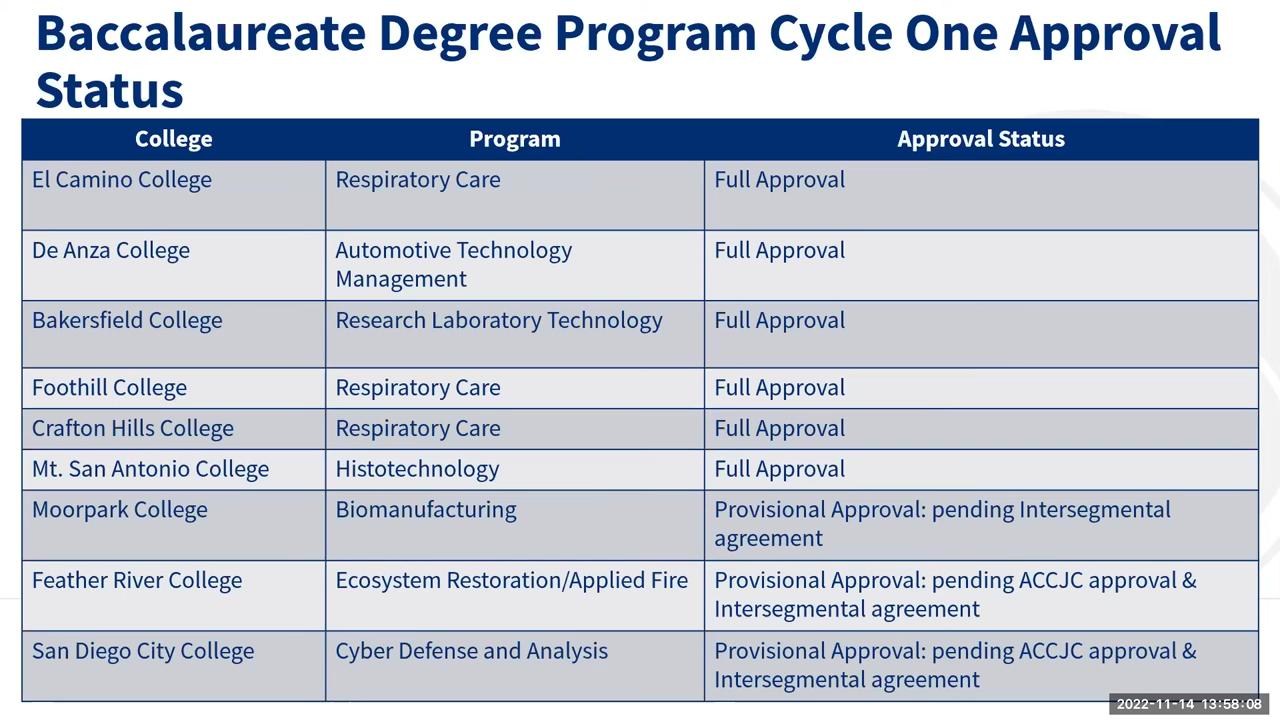 Baccalaureate Degree Program Cycle One Approval
Status
College Program Approval Status
El Camino College Respiratory Care Full Approval
De Anza College Automotive Technology Full Approval
Management
Bakersfield College Research Laboratory Technology Full Approval
Foothill College Respiratory Care Full Approval
Crafton Hills College Respiratory Care Full Approval
Mt. San Antonio College Histotechnology Full Approval
Moorpark College Biomanufacturing Provisional Approval: pending Intersegmental
agreement
Feather River College Ecosystem Restoration/Applied Fire Provisional Approval: pending ACCJC approval &
Intersegmental agreement
San Diego City College Cyber Defense and Analysis Provisional Approval: pending ACCJC approval &
Intersegmental agreement
2022-11-14 13:58:08